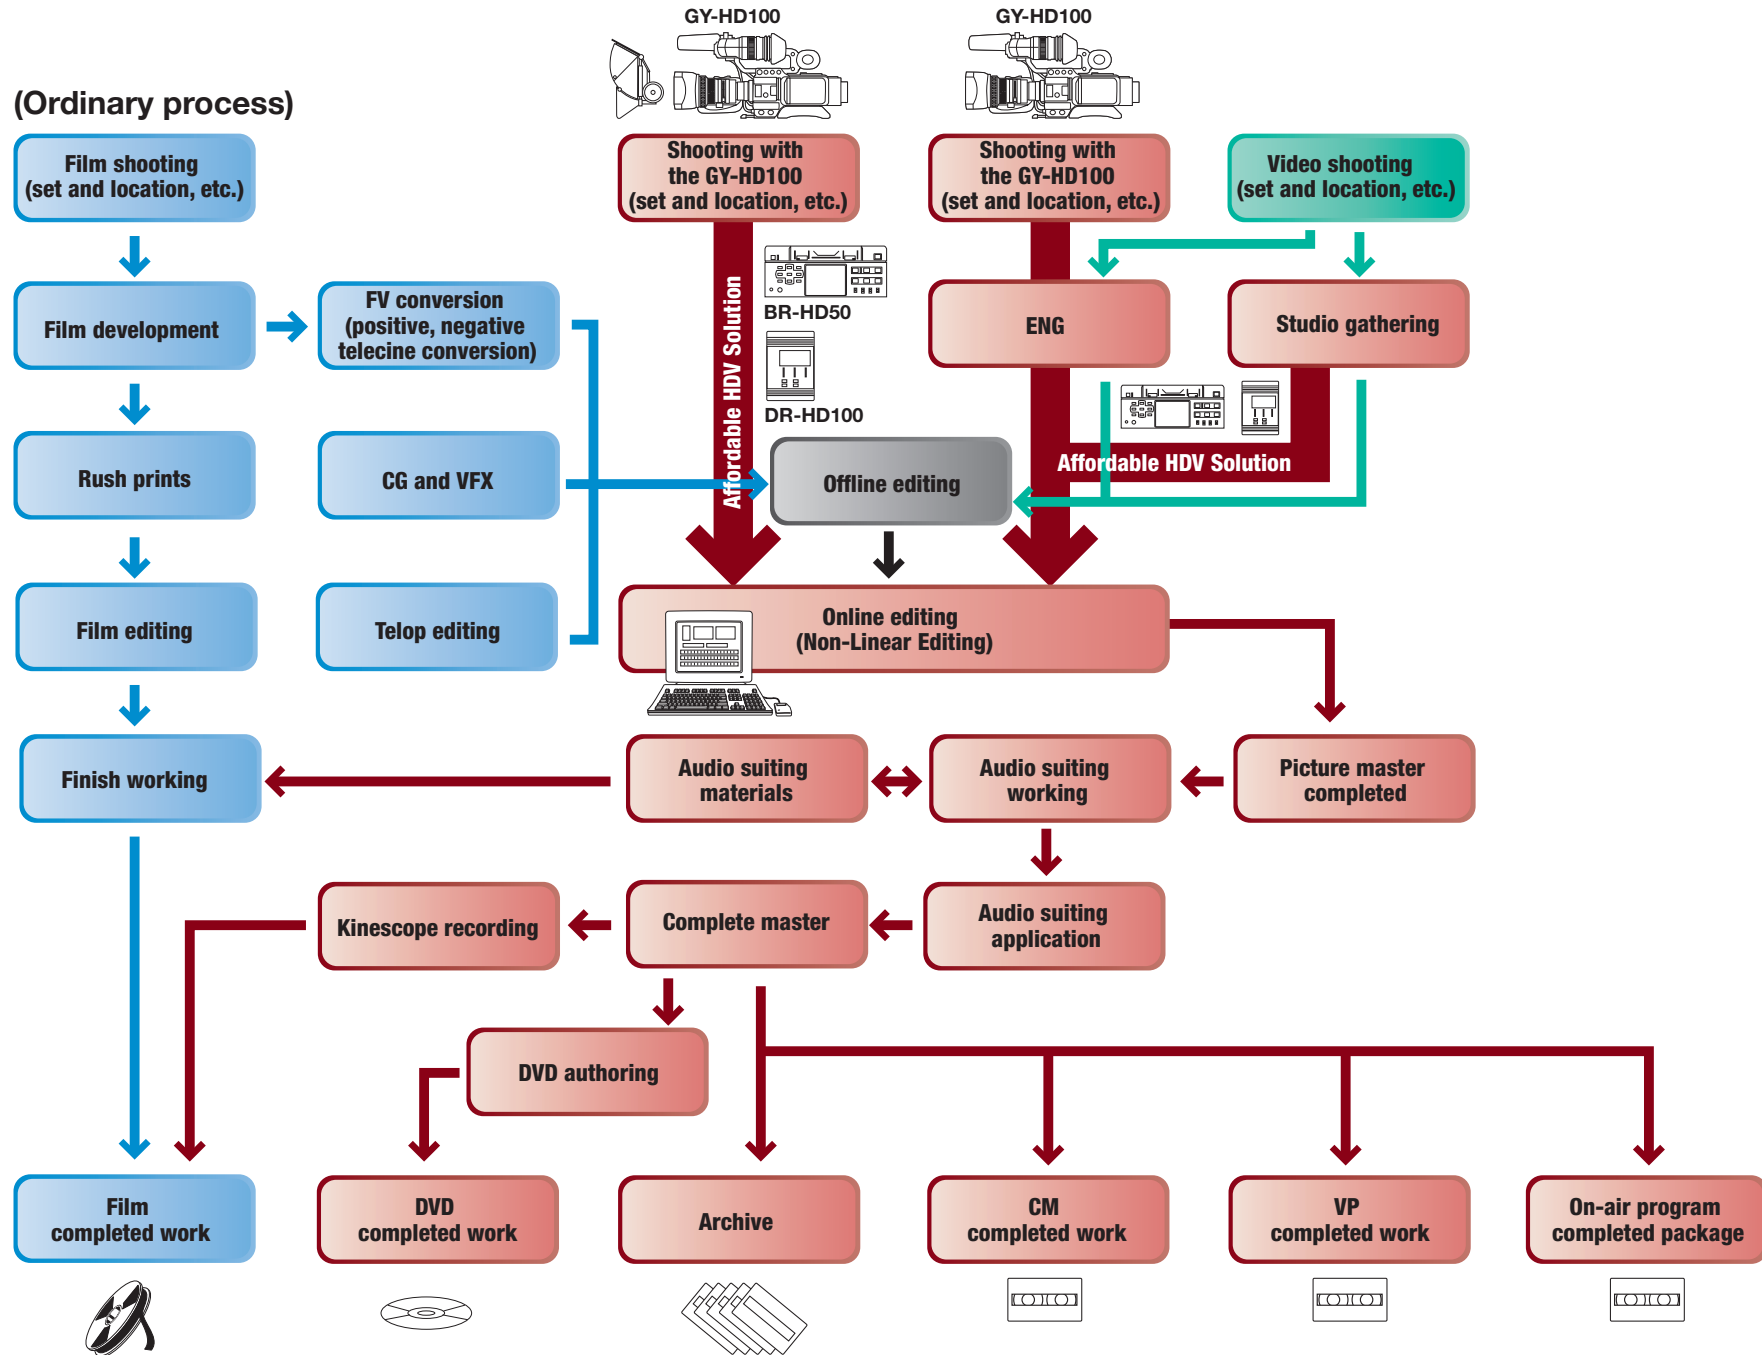 GY-HD100
GY-HD100
(Ordinary process)
Film shooting
(set and location, etc.)
Shooting with
the GY-HD100
(set and location, etc.)
Shooting with
the GY-HD100
(set and location, etc.)
Video shooting
(set and location, etc.)
Film development
FV conversion
(positive, negative
telecine conversion)
Affordable HDV Solution
BR-HD50
DR-HD100
ENG
Studio gathering
Rush prints
CG and VFX
Offline editing
Affordable HDV Solution
Film editing
Telop editing
Online editing
(Non-Linear Editing)
Finish working
Audio suiting
materials
Audio suiting
working
Picture master
completed
Kinescope recording
Complete master
Audio suiting
application
DVD authoring
Film
completed work
DVD
completed work
Archive
CM
completed work
VP
completed work
On-air program
completed package